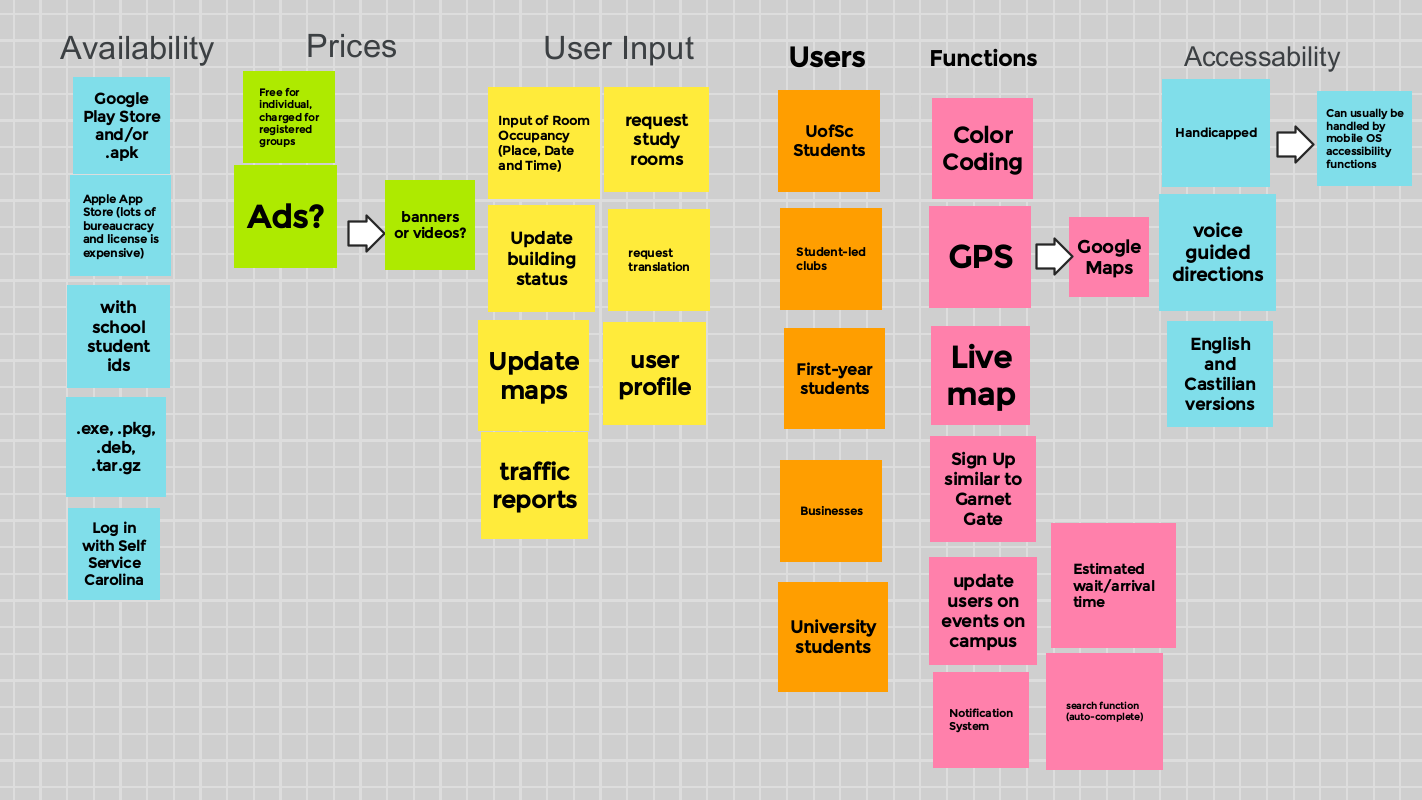 Availability
Google
Play Store
and/or
.apk
Apple App
Store (lots of
bureaucracy
and license is
expensive)
with
school
student
ids
.exe, .pkg,
.deb,
.tar.gz
Log in
with Self
Service
Carolina
Prices
Free for
individual,
charged for
registered
groups
Ads?
banners
or videos?
User Input
Input of Room
Occupancy
(Place, Date
and Time)
request
study
rooms
Update
building
status
request
translation
Update
maps
user
profile
traffic
reports
Users
UofSc
Students
Student-led
clubs
First-year
students
Businesses
University
students
Functions
Color
Coding
GPS
Google
Maps
Live
map
Sign Up
similar to
Garnet
Gate
update
users on
events on
campus
Estimated
wait/arrival
time
Notification
System
search function
(auto-complete)
Accessability
Handicapped
Can usually be
handled by
mobile OS
accessibility
functions
voice
guided
directions
English
and
Castilian
versions